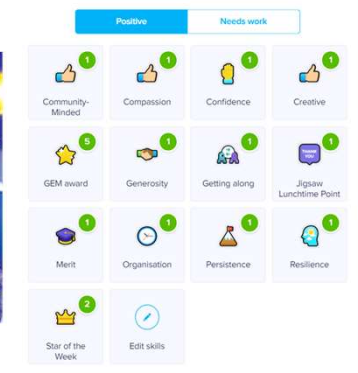 Positive Needs work
1 1 1 1
Community-
Minded
Compassion
Confidence
Creative
5 1 1 1
GEM award
Generosity
Getting along
THANK
YOU
Jigsaw
Lunchtime Point
1 1 1 1
Merit
Organisation
Persistence
Resilience
2
Star of the
Week
Edit skills